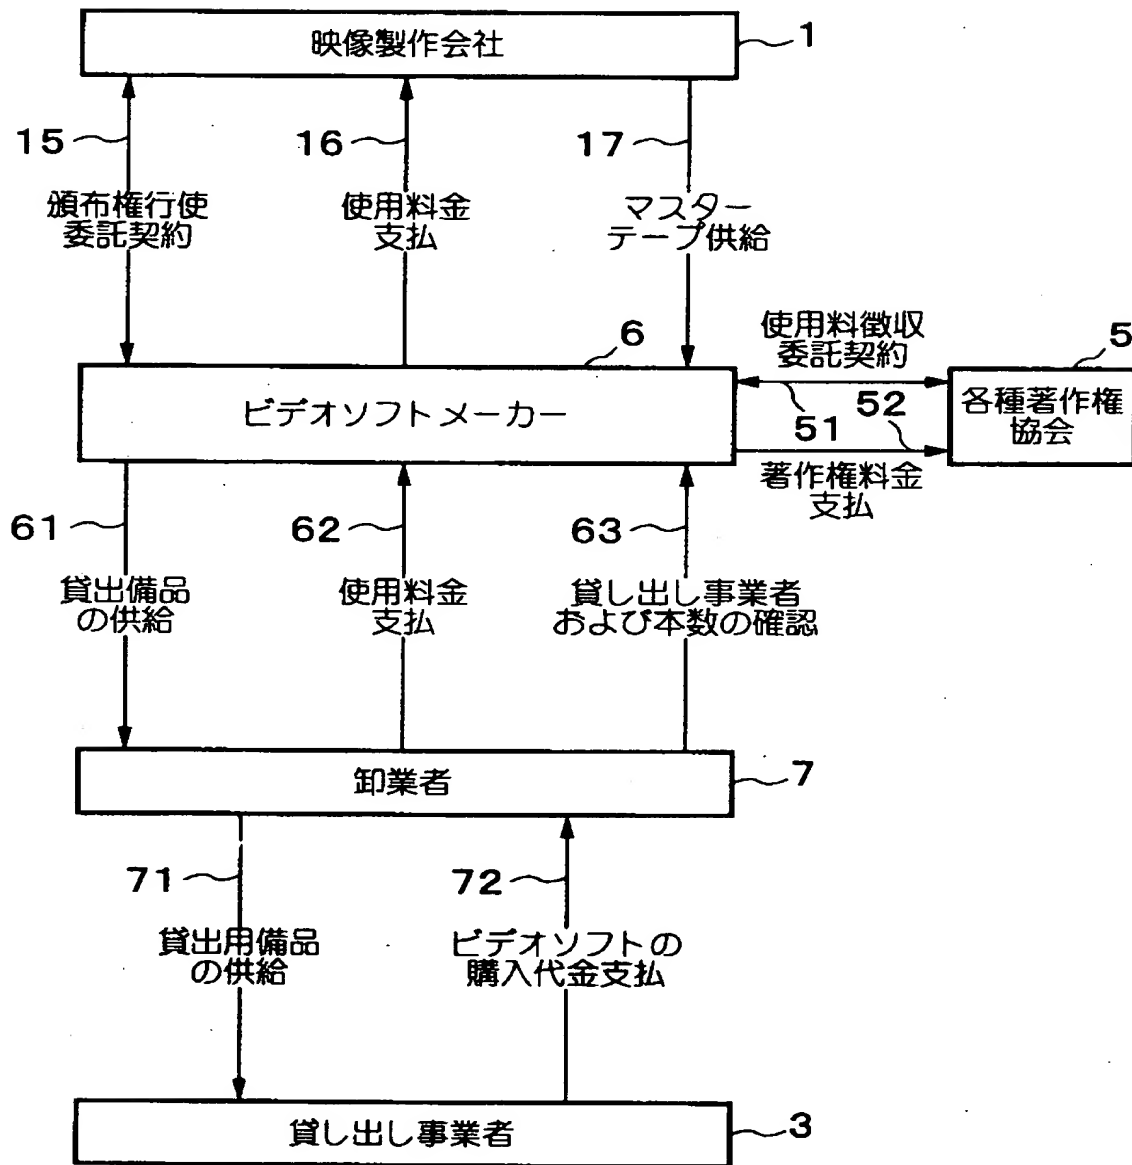 映像製作会社
1
15
16
17
頒布権行使
委託契約
使用料金
支払
マスター
テープ供給
使用料徴収
委託契約
6
5
ビデオソフトメーカー
51
52
各種著作権
協会
著作権料金
支払
61
62
63
貸出備品
の供給
使用料金
支払
貸し出し事業者
および本数の確認
卸業者
7
71
72
貸出用備品
の供給
ビデオソフトの
購入代金支払
貸し出し事業者
3